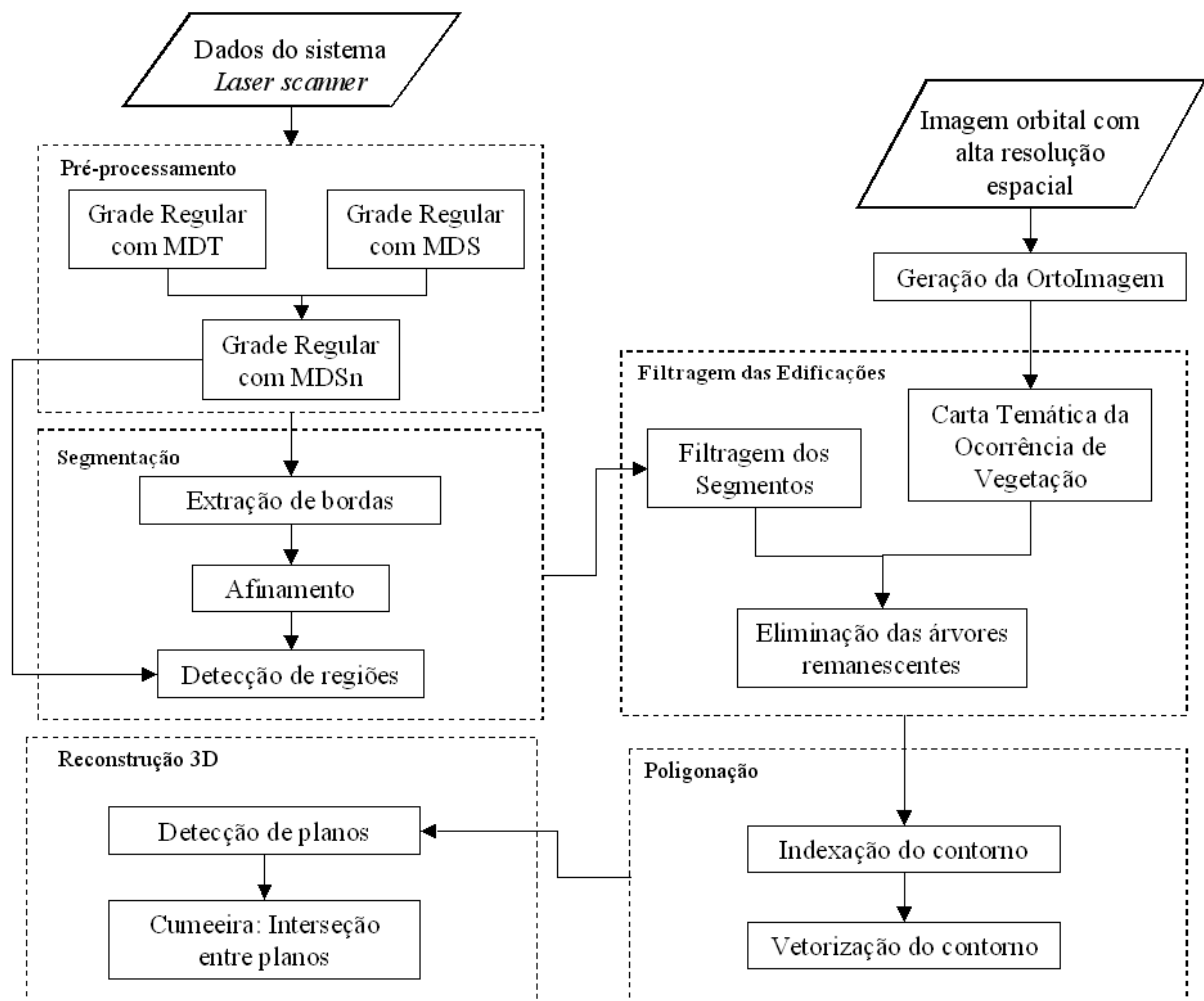 Dados do sistema
Laser scanner
Pré-processamento
Grade Regular
com MDT
Grade Regular
com MDS
Grade Regular
com MDSn
Segmentação
Extração de bordas
Afinamento
Detecção de regiões
Imagem orbital com
alta resolução
espacial
Geração da OrtoImagem
Filtragem das Edificações
Carta Temática da
Ocorrência de
Vegetação
Filtragem dos
Segmentos
Eliminação das árvores
remanescentes
Poligonação
Indexação do contorno
Vetorização do contorno
Reconstrução 3D
Detecção de planos
Cumeeira: Interseção
entre planos